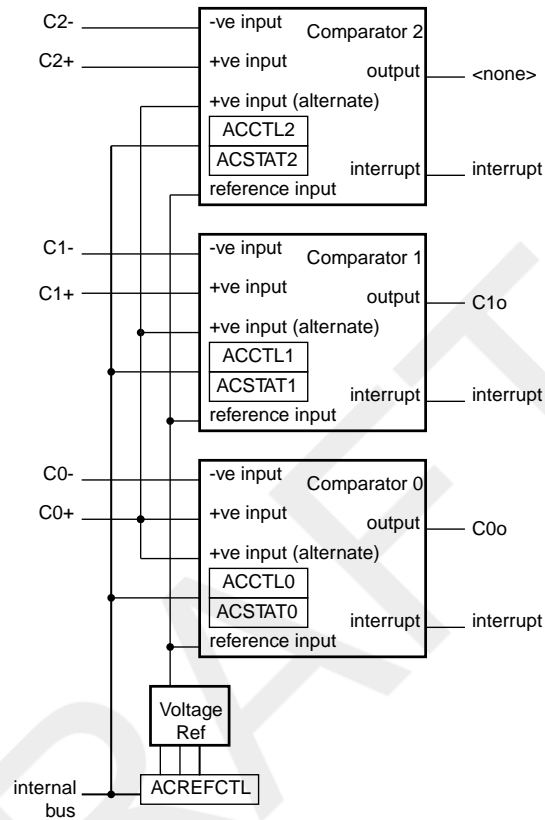 C2-
-ve input
Comparator 2
C2+
+ve input
output
<none>
+ve input (alternate)
ACCTL2
ACSTAT2
interrupt
interrupt
reference input
C1-
-ve input
Comparator 1
C1+
+ve input
output
C1o
+ve input (alternate)
ACCTL1
ACSTAT1
interrupt
interrupt
reference input
C0-
-ve input
Comparator 0
C0+
+ve input
output
C0o
+ve input (alternate)
ACCTL0
ACSTAT0
interrupt
interrupt
reference input
Voltage
Ref
internal
bus
ACREFCTL
DRAFT